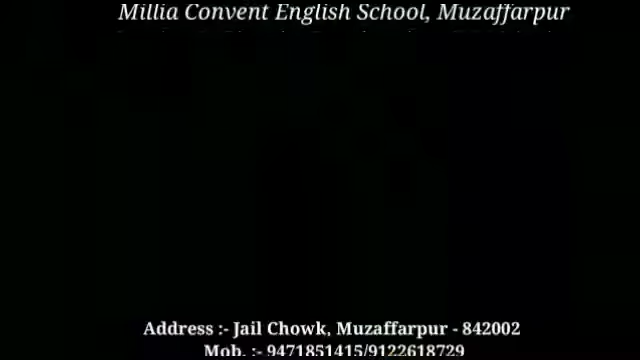 Millia Convent English School, Muzaffarpur
Address :- Jail Chowk, Muzaffarpur - 842002
Mob. :- 9471851415/9122618729